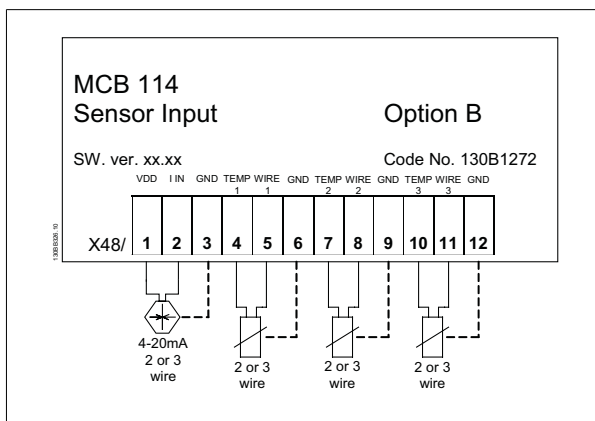 MCB 114
Sensor Input Option B
SW. ver. xx.xx Code No. 130B1272
VDD I IN GND TEMP 1 WIRE 1 GND TEMP 2 WIRE 2 GND TEMP 3 WIRE 3 GND
X48/ 1 2 3 4 5 6 7 8 9 10 11 12
130BB326.10
4-20mA
2 or 3
wire
2 or 3
wire
2 or 3
wire
2 or 3
wire